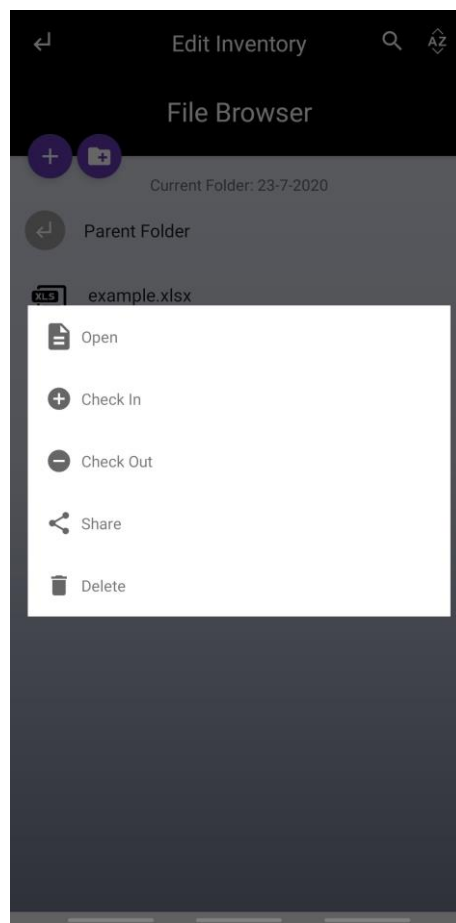 Edit Inventory
AZ
File Browser
Current Folder: 23-7-2020
Parent Folder
XLS
example.xlsx
Open
Check In
Check Out
Share
Delete